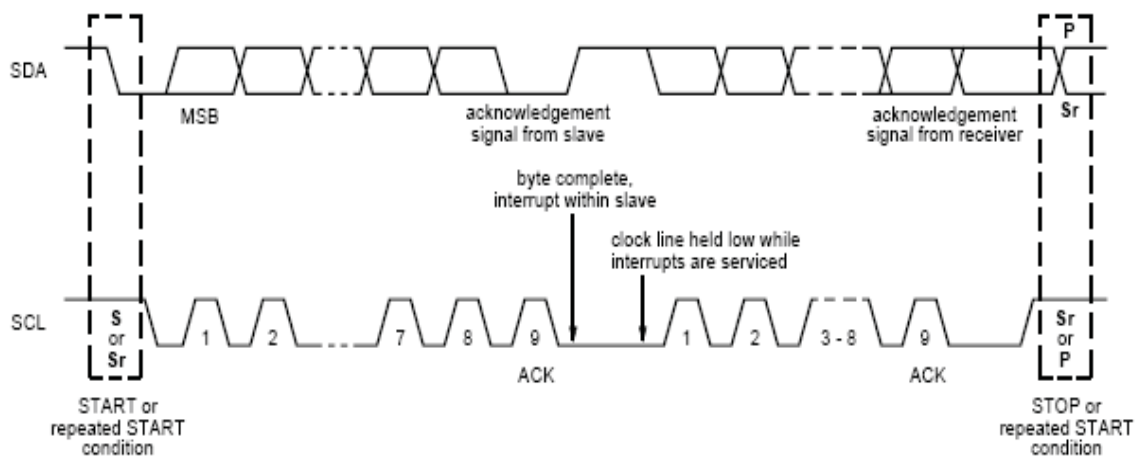 P
SDA
MSB
acknowledgement
signal from slave
acknowledgement
signal from receiver
Sr
byte complete,
interrupt within slave
clock line held low while
interrupts are serviced
SCL
S
or
Sr
1
2
7
8
9
1
2
3 - 8
9
Sr
or
P
ACK
ACK
START or
repeated START
condition
STOP or
repeated START
condition